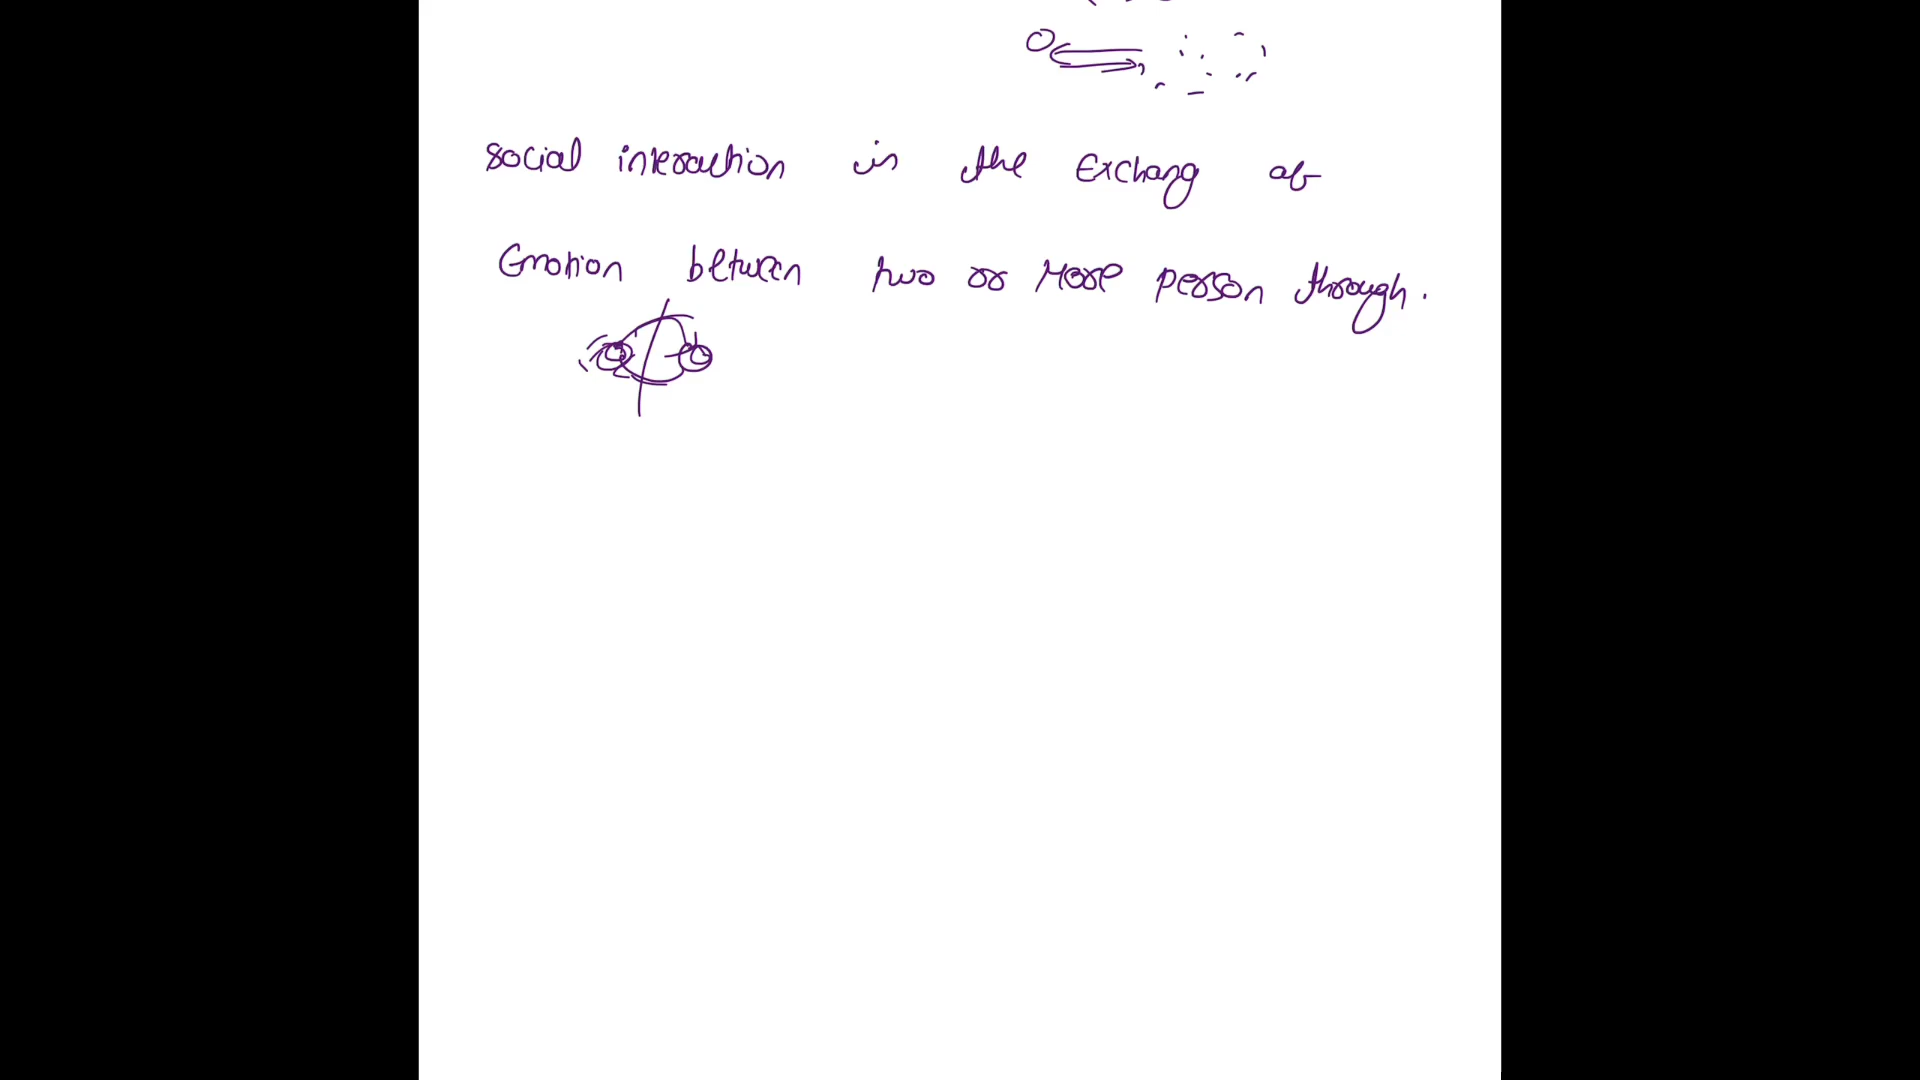 social interaction is the Exchang of
Emotion between two or More person through.